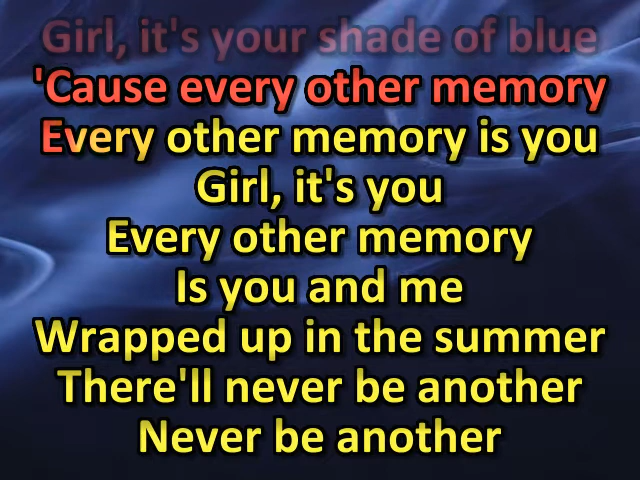 Girl, it's your shade of blue
'Cause every other memory
Every other memory is you
Girl, it's you
Every other memory
Is you and me
Wrapped up in the summer
There'll never be another
Never be another